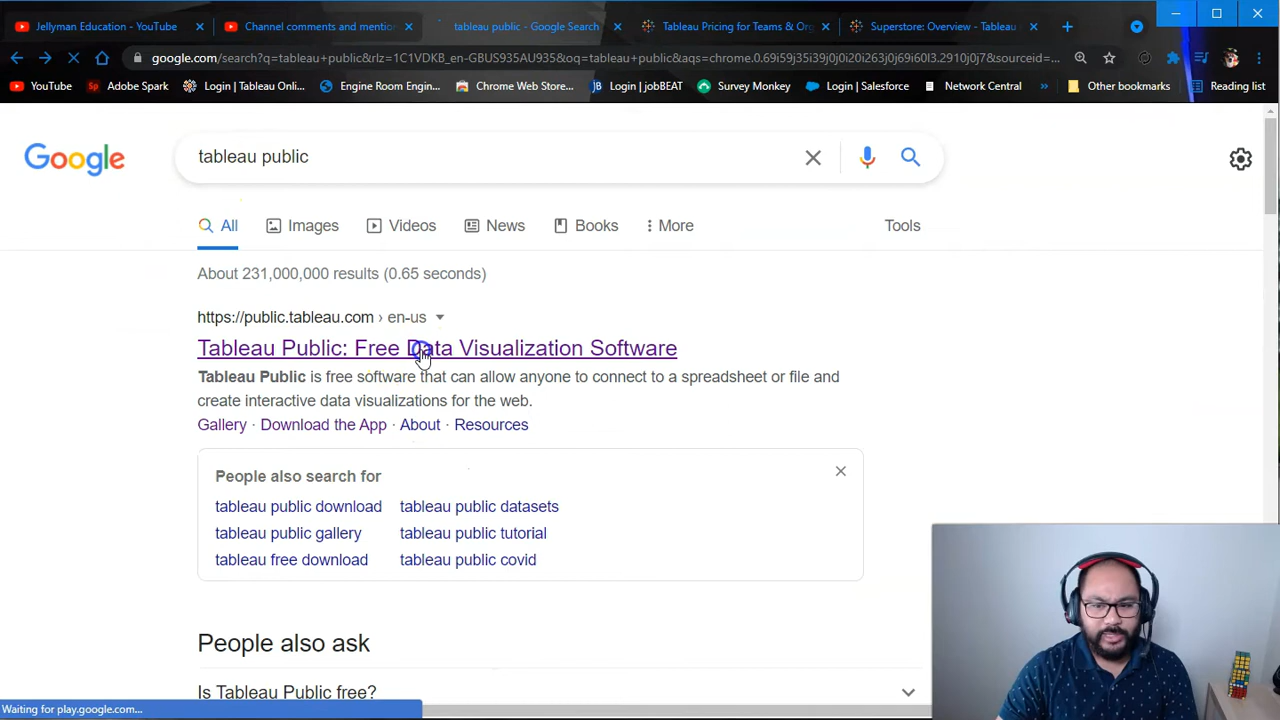 Jellyman Education - YouTube
Channel comments and mention
tableau public - Google Search
Tableau Pricing for Teams & Org
Superstore: Overview - Tableau
google.com/search?q=tableau+public&rlz=1C1VDKB_en-GBUS935AU935&oq=tableau+public&aqs=chrome.0.69i59j35i39j0j0i20i263j0j69i60l3.2910j0j7&sourceid=...
YouTube
Adobe Spark
Login | Tableau Onli...
Engine Room Engin...
Chrome Web Store...
Login | jobBEAT
Survey Monkey
Login | Salesforce
Network Central
Other bookmarks
Reading list
Google
tableau public
All
Images
Videos
News
Books
More
Tools
About 231,000,000 results (0.65 seconds)
https://public.tableau.com › en-us
Tableau Public: Free Data Visualization Software
Tableau Public is free software that can allow anyone to connect to a spreadsheet or file and
create interactive data visualizations for the web.
Gallery · Download the App · About · Resources
People also search for
tableau public download
tableau public datasets
tableau public gallery
tableau public tutorial
tableau free download
tableau public covid
People also ask
Is Tableau Public free?
Waiting for play.google.com...